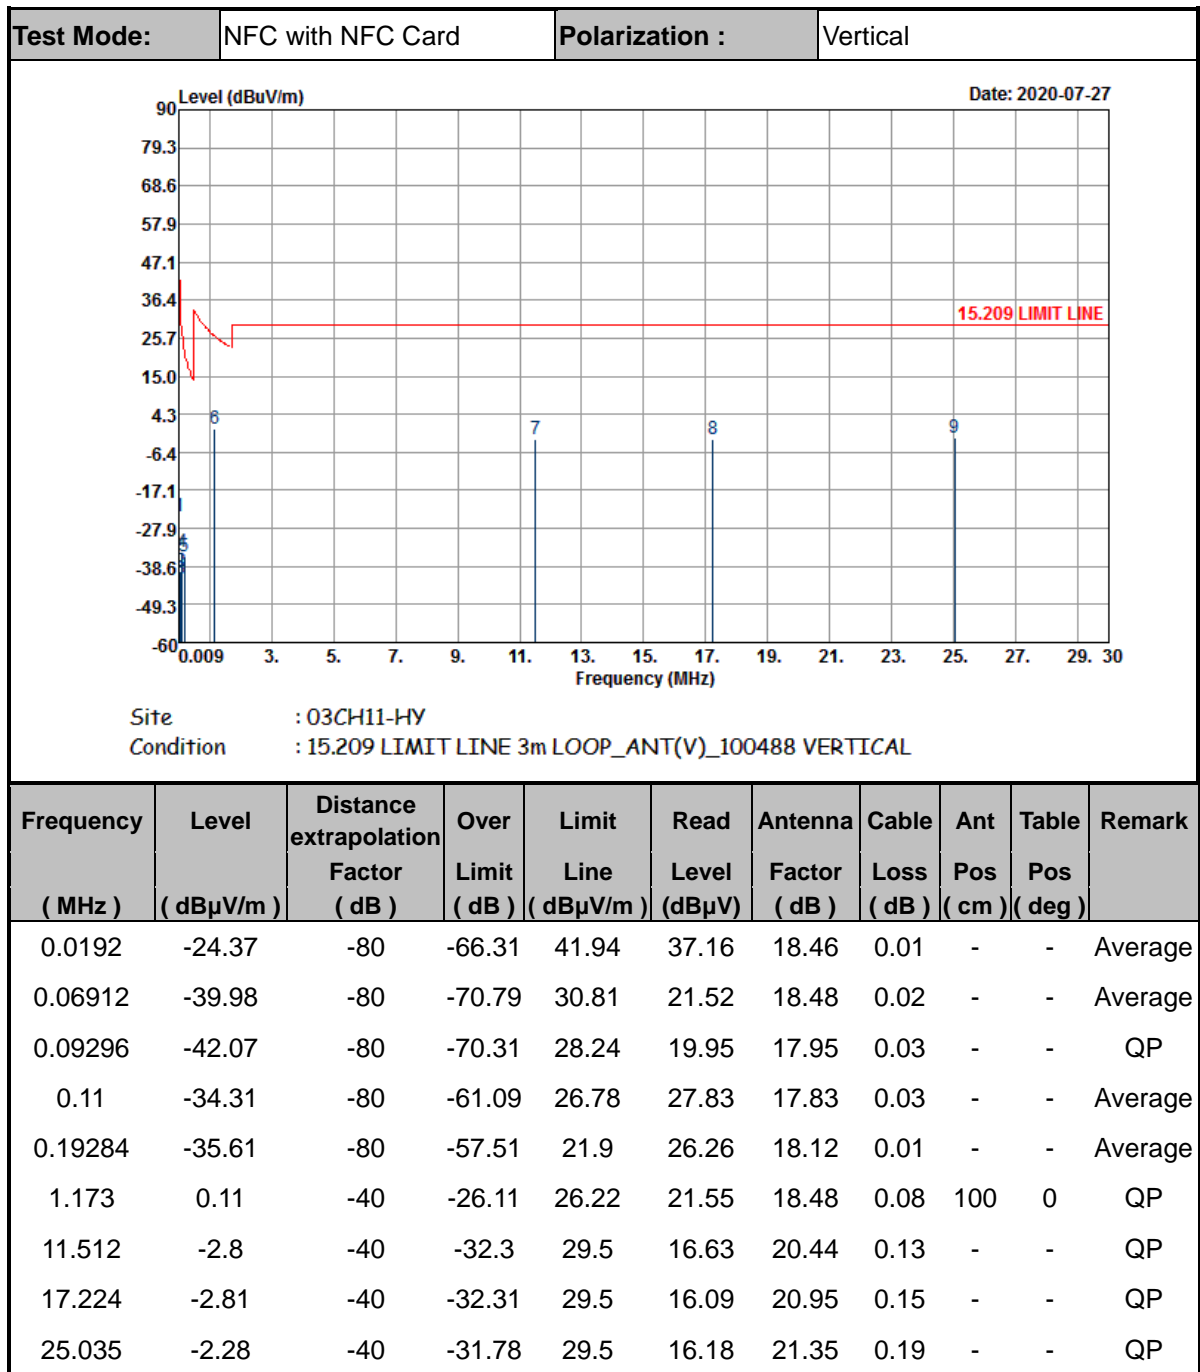 Test Mode: NFC with NFC Card Polarization : Vertical
Level (dBuV/m) Date: 2020-07-27
90
79.3
68.6
57.9
47.1
36.4
25.7
15.0
4.3
-6.4
-17.1
-27.9
-38.6
-49.3
-60
15.209 LIMIT LINE
6 7 8 9
0.009 3. 5. 7. 9. 11. 13. 15. 17. 19. 21. 23. 25. 27. 29. 30
Frequency (MHz)
Site : 03CH11-HY
Condition : 15.209 LIMIT LINE 3m LOOP_ANT(V)_100488 VERTICAL
Frequency Level Distance extrapolation Over Limit Read Antenna Cable Ant Table Remark
Factor Limit Line Level Factor Loss Pos Pos
( MHz ) ( dBµV/m ) ( dB ) ( dB ) ( dBµV/m ) (dBµV) ( dB ) ( dB ) ( cm ) ( deg )
0.0192 -24.37 -80 -66.31 41.94 37.16 18.46 0.01 - - Average
0.06912 -39.98 -80 -70.79 30.81 21.52 18.48 0.02 - - Average
0.09296 -42.07 -80 -70.31 28.24 19.95 17.95 0.03 - - QP
0.11 -34.31 -80 -61.09 26.78 27.83 17.83 0.03 - - Average
0.19284 -35.61 -80 -57.51 21.9 26.26 18.12 0.01 - - Average
1.173 0.11 -40 -26.11 26.22 21.55 18.48 0.08 100 0 QP
11.512 -2.8 -40 -32.3 29.5 16.63 20.44 0.13 - - QP
17.224 -2.81 -40 -32.31 29.5 16.09 20.95 0.15 - - QP
25.035 -2.28 -40 -31.78 29.5 16.18 21.35 0.19 - - QP